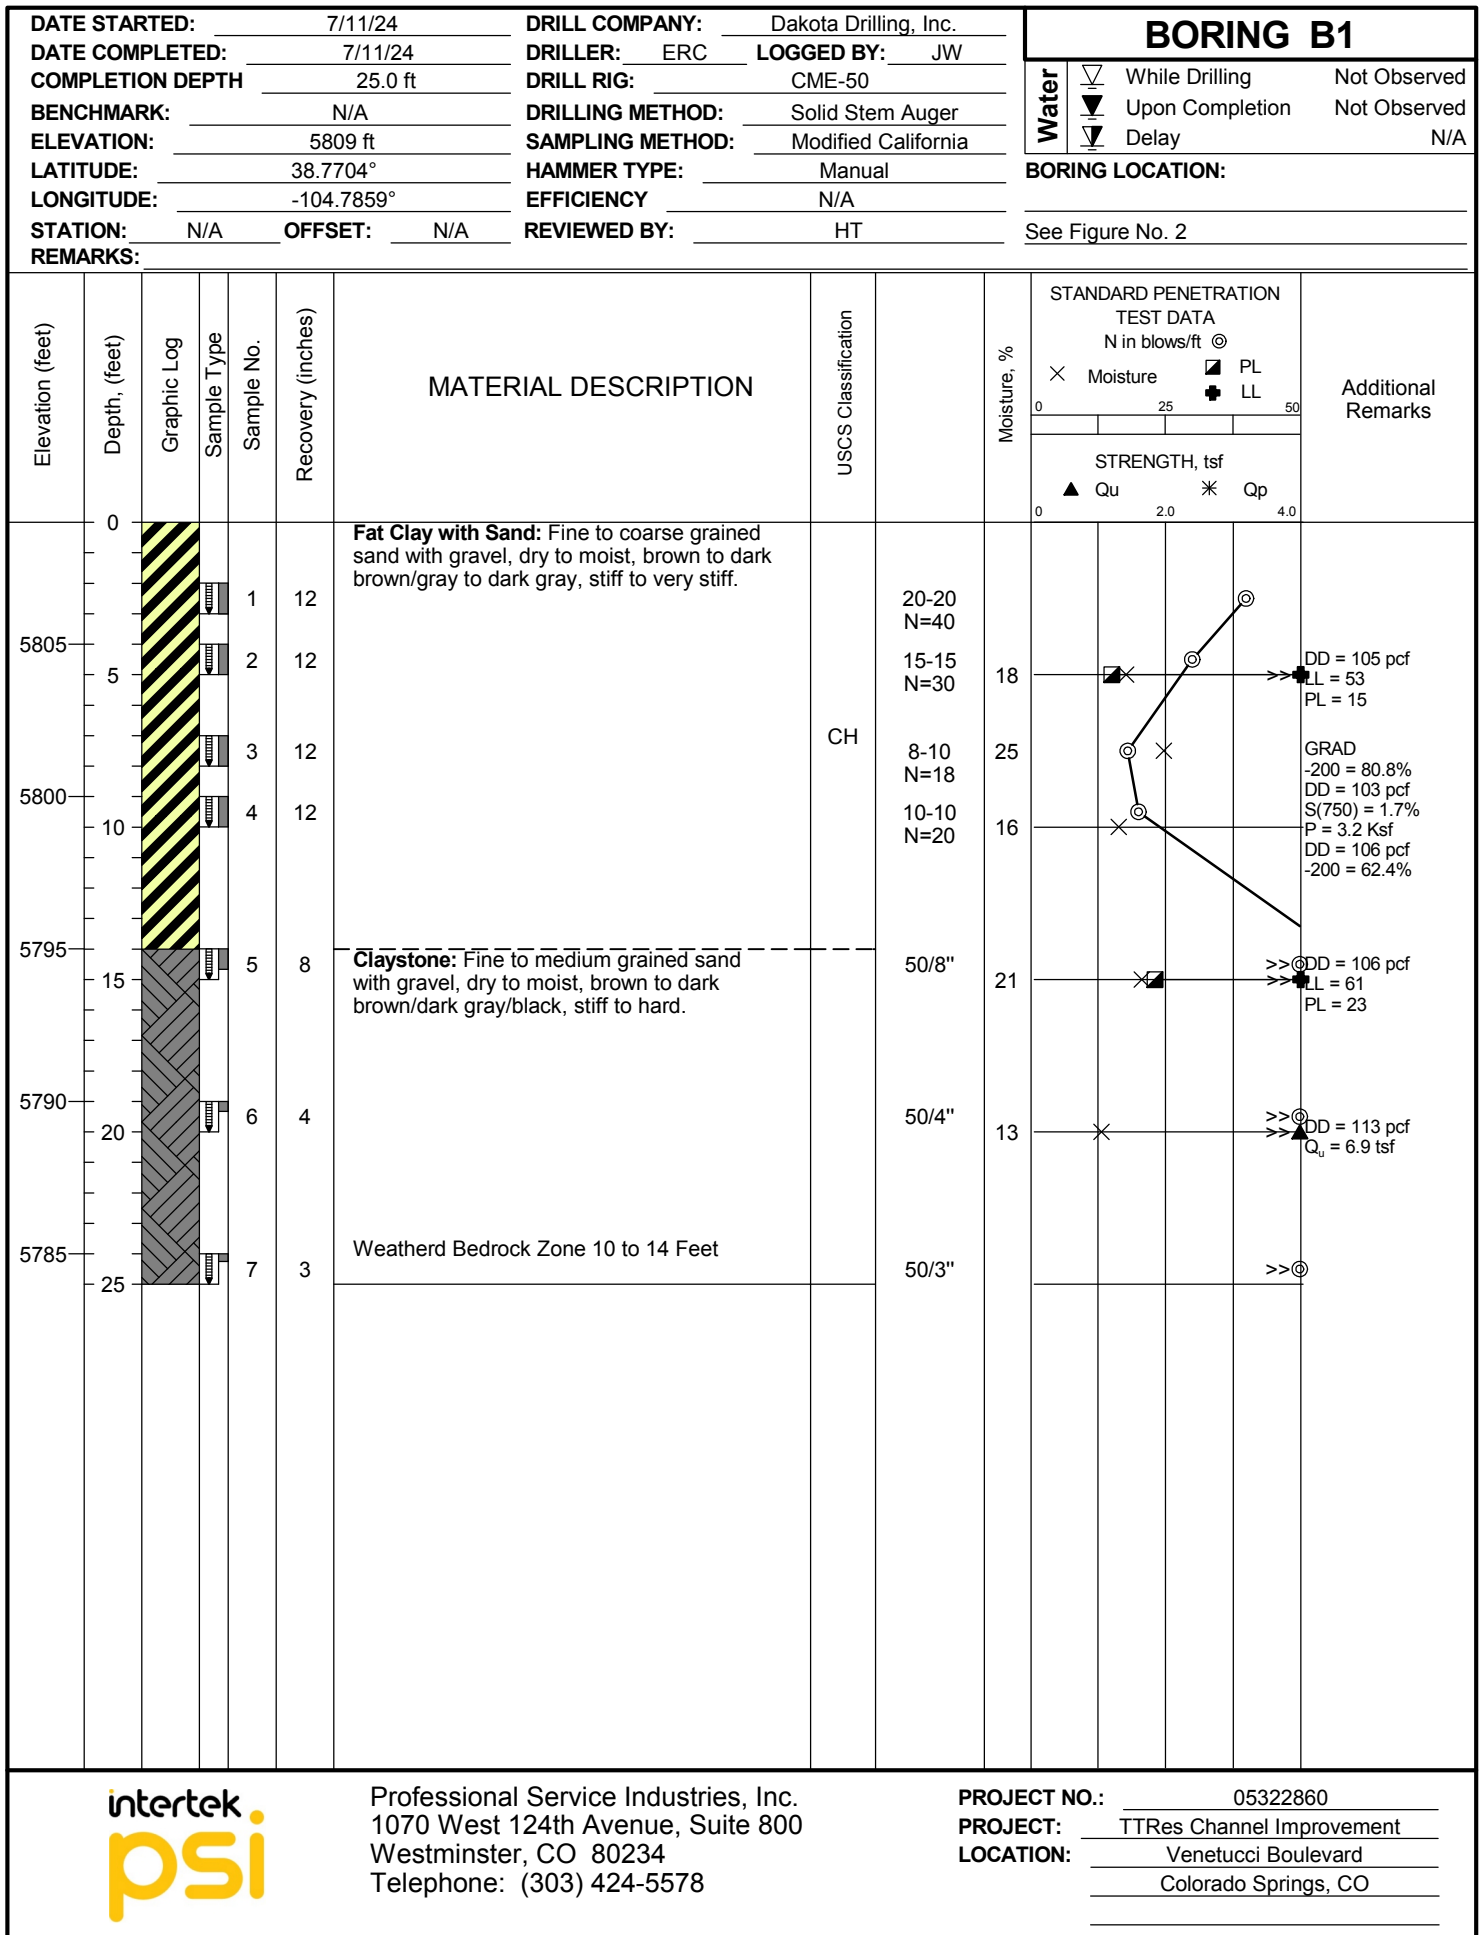 DATE STARTED: 7/11/24
DATE COMPLETED: 7/11/24
COMPLETION DEPTH 25.0 ft
BENCHMARK: N/A
ELEVATION: 5809 ft
LATITUDE: 38.7704°
LONGITUDE: -104.7859°
STATION: N/A OFFSET: N/A
REMARKS:
DRILL COMPANY: Dakota Drilling, Inc.
DRILLER: ERC LOGGED BY: JW
DRILL RIG: CME-50
DRILLING METHOD: Solid Stem Auger
SAMPLING METHOD: Modified California
HAMMER TYPE: Manual
EFFICIENCY N/A
REVIEWED BY: HT
BORING B1
Water
While Drilling Not Observed
Upon Completion Not Observed
Delay N/A
BORING LOCATION:
See Figure No. 2
Elevation (feet)
Depth, (feet)
Graphic Log
Sample Type
Sample No.
Recovery (inches)
MATERIAL DESCRIPTION
USCS Classification
Moisture, %
STANDARD PENETRATION
TEST DATA
N in blows/ft
Moisture PL
LL
0 25 50
STRENGTH, tsf
Qu Qp
0 2.0 4.0
Additional
Remarks
0
Fat Clay with Sand: Fine to coarse grained
sand with gravel, dry to moist, brown to dark
brown/gray to dark gray, stiff to very stiff.
1 12 20-20
N=40
5805
2 12 15-15
N=30
5
18
>>
DD = 105 pcf
LL = 53
PL = 15
CH
3 12 8-10
N=18
25
GRAD
-200 = 80.8%
DD = 103 pcf
S(750) = 1.7%
P = 3.2 Ksf
DD = 106 pcf
-200 = 62.4%
5800
4 12 10-10
N=20
10
16
5795
5 8
Claystone: Fine to medium grained sand
with gravel, dry to moist, brown to dark
brown/dark gray/black, stiff to hard.
50/8"
15
21
>>
>>
DD = 106 pcf
LL = 61
PL = 23
5790
6 4 50/4"
20
13
>>
>>
DD = 113 pcf
Qu = 6.9 tsf
5785
Weatherd Bedrock Zone 10 to 14 Feet
7 3 50/3"
>>
25
intertek
psi
Professional Service Industries, Inc.
1070 West 124th Avenue, Suite 800
Westminster, CO 80234
Telephone: (303) 424-5578
PROJECT NO.: 05322860
PROJECT: TTRes Channel Improvement
LOCATION: Venetucci Boulevard
Colorado Springs, CO